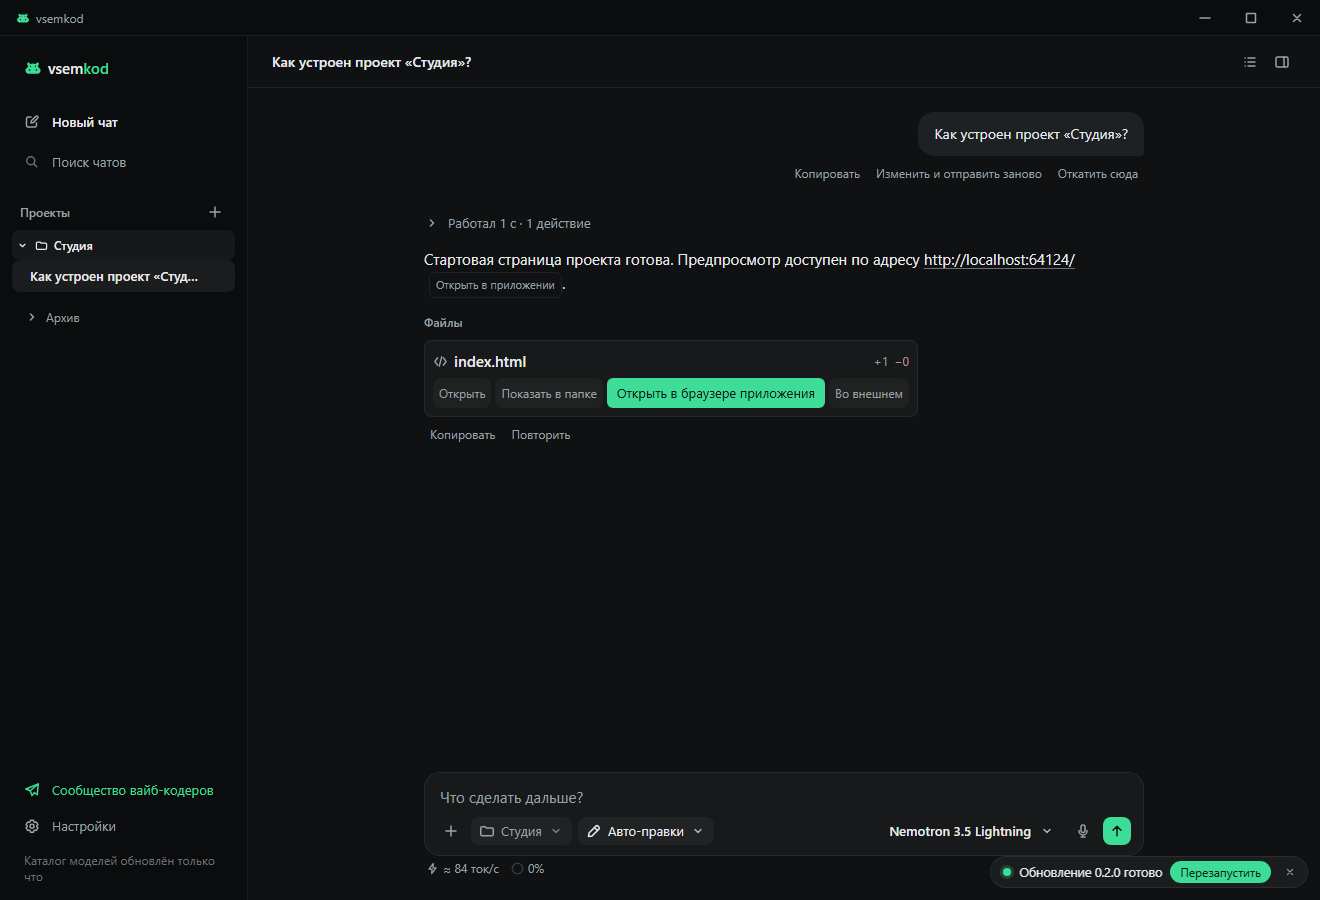 vsemkod
vsemkod
Новый чат
Поиск чатов
Проекты
Студия
Как устроен проект «Студ...
Архив
Сообщество вайб-кодеров
Настройки
Каталог моделей обновлён только
что
Как устроен проект «Студия»?
Как устроен проект «Студия»?
Копировать Изменить и отправить заново Откатить сюда
Работал 1 с · 1 действие
Стартовая страница проекта готова. Предпросмотр доступен по адресу http://localhost:64124/
Открыть в приложении .
Файлы
index.html +1 −0
Открыть Показать в папке Открыть в браузере приложения Во внешнем
Копировать Повторить
Что сделать дальше?
Студия Авто-правки Nemotron 3.5 Lightning
≈ 84 ток/с 0%
Обновление 0.2.0 готово Перезапустить